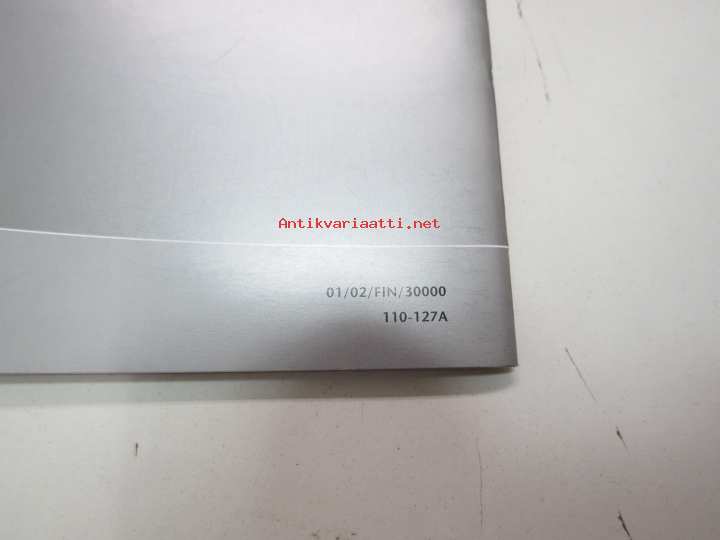 Antikvariaatti.net
01/02/FIN/30000
110-127A